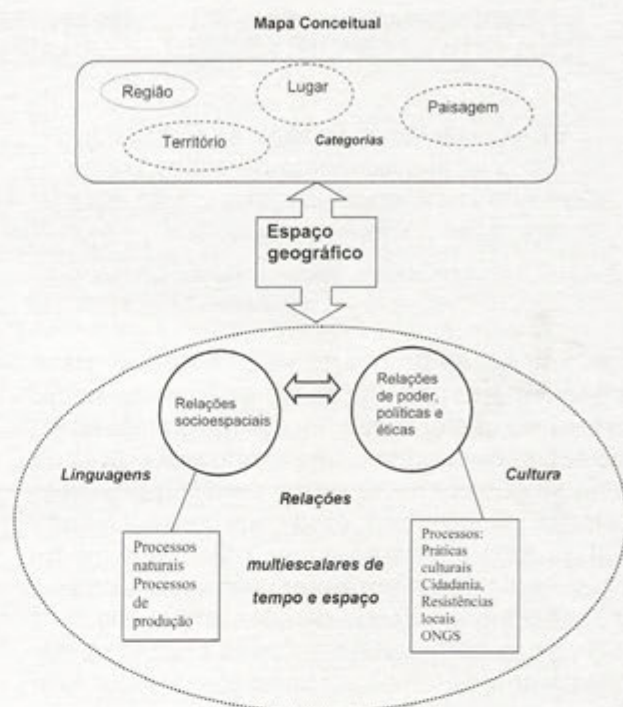 Mapa Conceitual
Região
Lugar
Paisagem
Território
Categorias
Espaço
geográfico
Relações
socioespaciais
Relações
de poder,
políticas e
éticas
Linguagens
Relações
Cultura
Processos
naturais
Processos
de
produção
multiescalares de
tempo e espaço
Processos:
Práticas
culturais
Cidadania,
Resistências
locais
ONGS